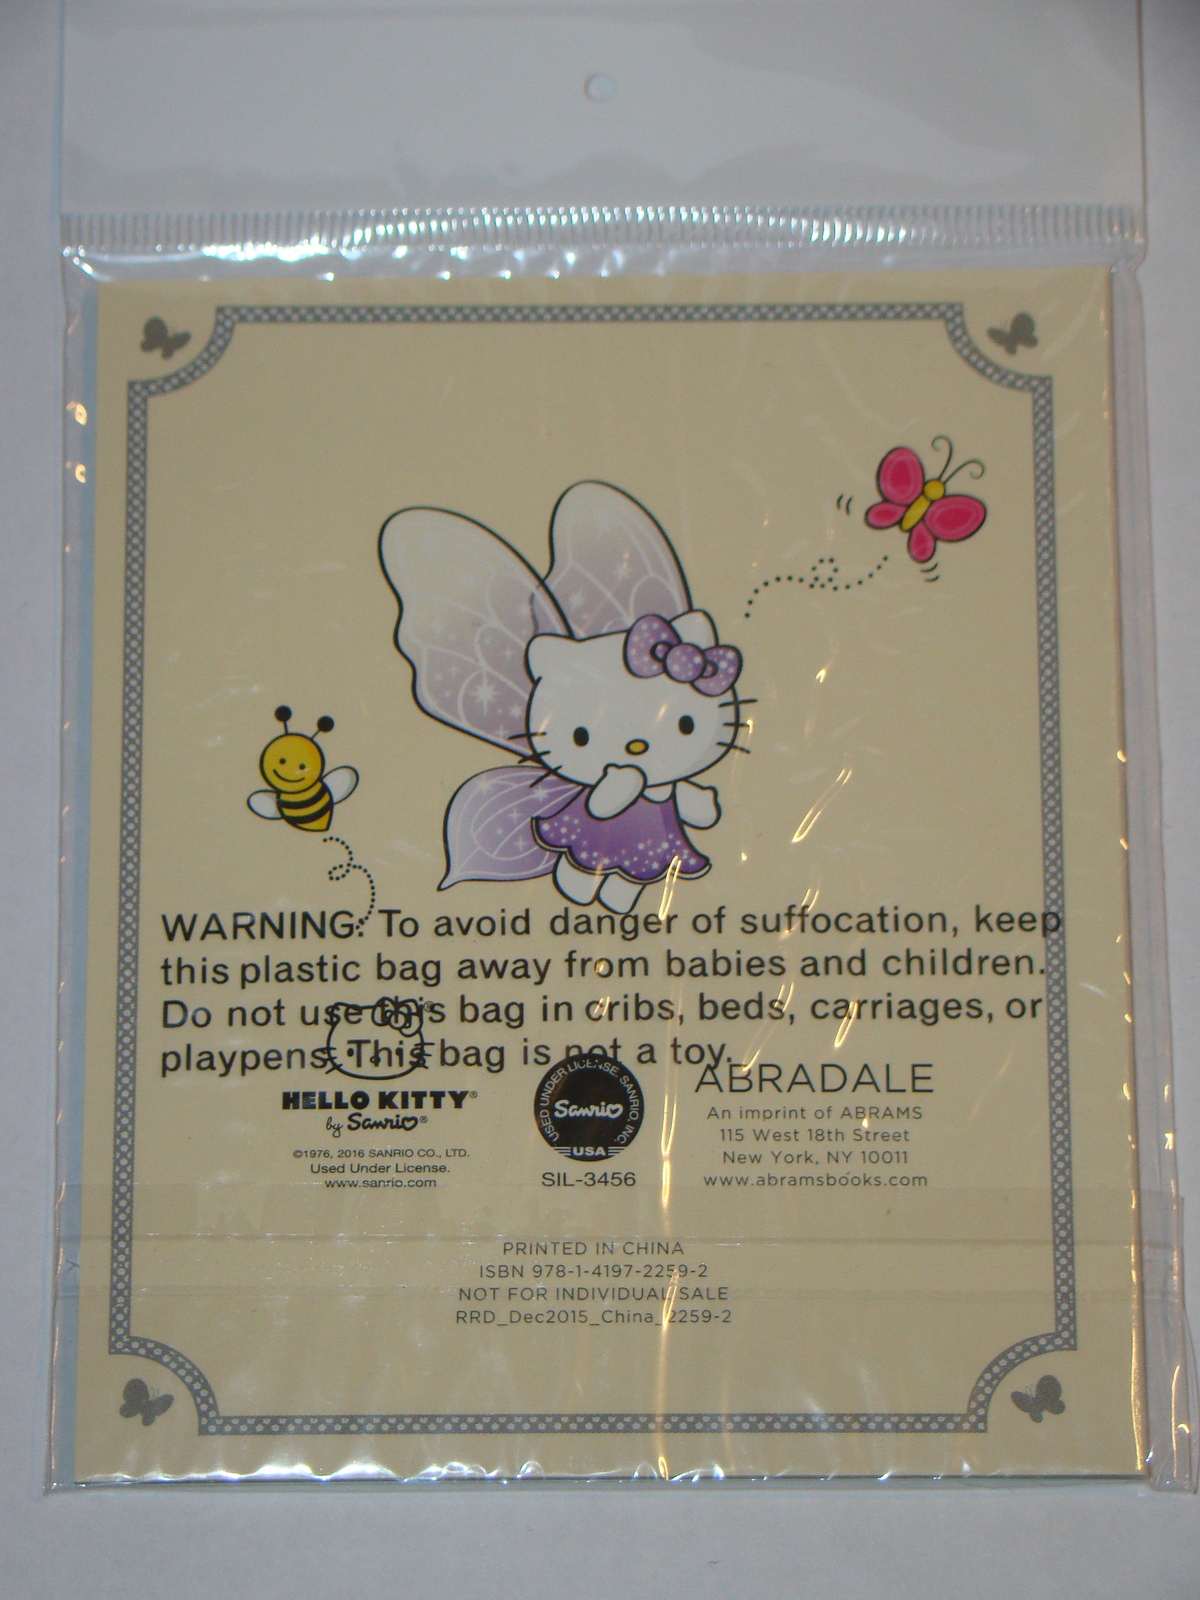 WARNING: To avoid danger of suffocation, keep
this plastic bag away from babies and children.
Do not use this bag in cribs, beds, carriages, or
playpens. This bag is not a toy.
HELLO KITTY®
by Sanrio®
©1976, 2016 SANRIO CO., LTD.
Used Under License.
www.sanrio.com
USED UNDER LICENSE. SANRIO, INC.
Sanrio
USA
SIL-3456
ABRADALE
An imprint of ABRAMS
115 West 18th Street
New York, NY 10011
www.abramsbooks.com
PRINTED IN CHINA
ISBN 978-1-4197-2259-2
NOT FOR INDIVIDUAL SALE
RRD_Dec2015_China_2259-2